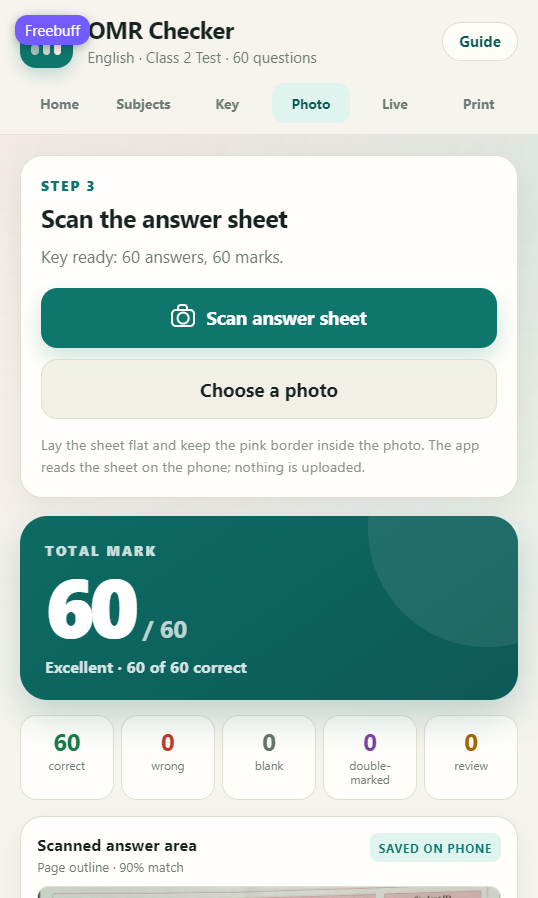 Freebuff
OMR Checker
English · Class 2 Test · 60 questions
Guide
Home Subjects Key Photo Live Print
STEP 3
Scan the answer sheet
Key ready: 60 answers, 60 marks.
Scan answer sheet
Choose a photo
Lay the sheet flat and keep the pink border inside the photo. The app
reads the sheet on the phone; nothing is uploaded.
TOTAL MARK
60 / 60
Excellent · 60 of 60 correct
60 0 0 0 0
correct wrong blank double-marked review
Scanned answer area
SAVED ON PHONE
Page outline · 90% match